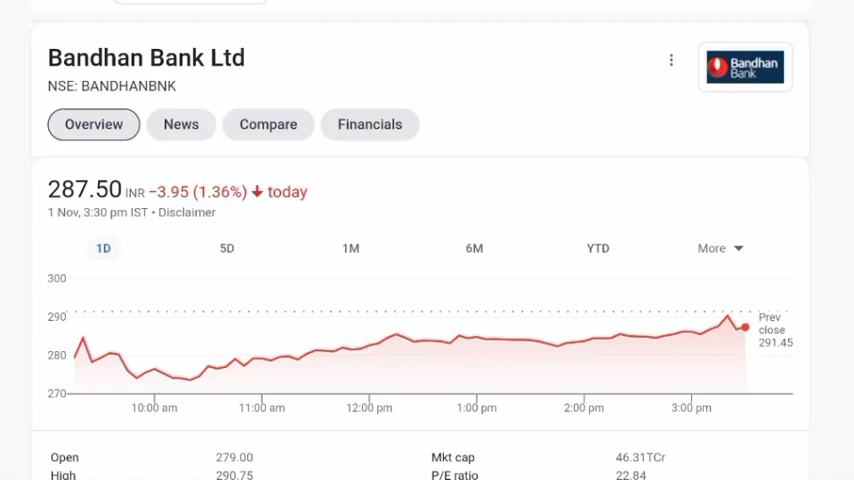 Bandhan Bank Ltd
NSE: BANDHANBNK
Bandhan
Bank
Overview
News
Compare
Financials
287.50 INR −3.95 (1.36%) today
1 Nov, 3:30 pm IST • Disclaimer
1D
5D
1M
6M
YTD
More
300
290
280
270
Prev
close
291.45
10:00 am
11:00 am
12:00 pm
1:00 pm
2:00 pm
3:00 pm
Open 279.00 Mkt cap 46.31TCr
High 290.75 P/E ratio 22.84